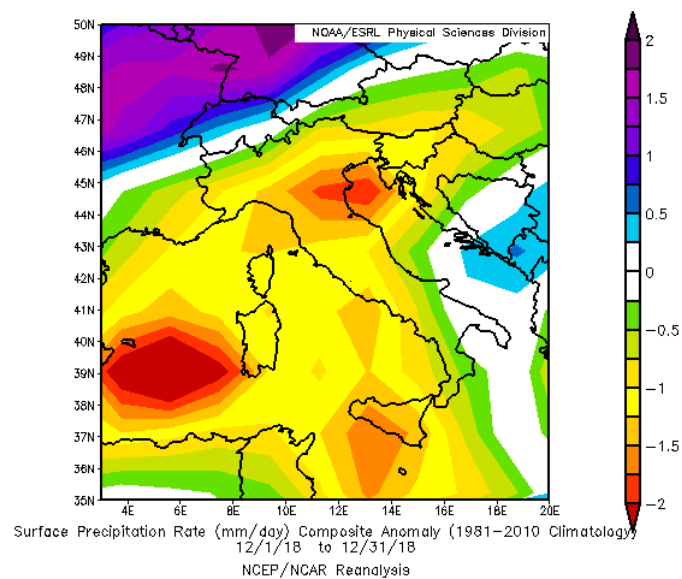 NOAA/ESRL Physical Sciences Division
50N
49N
48N
47N
46N
45N
44N
43N
42N
41N
40N
39N
38N
37N
36N
35N
4E 6E 8E 10E 12E 14E 16E 18E 20E
2
1.5
1
0.5
0
-0.5
-1
-1.5
-2
Surface Precipitation Rate (mm/day) Composite Anomaly (1981-2010 Climatology)
12/1/18 to 12/31/18
NCEP/NCAR Reanalysis